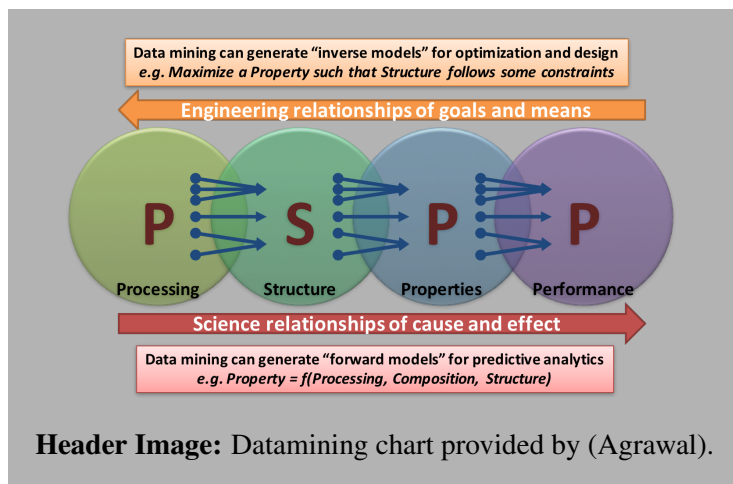 Data mining can generate “inverse models” for optimization and design
e.g. Maximize a Property such that Structure follows some constraints
Engineering relationships of goals and means
P S P P
Processing Structure Properties Performance
Science relationships of cause and effect
Data mining can generate “forward models” for predictive analytics
e.g. Property = f(Processing, Composition, Structure)
Header Image: Datamining chart provided by (Agrawal).